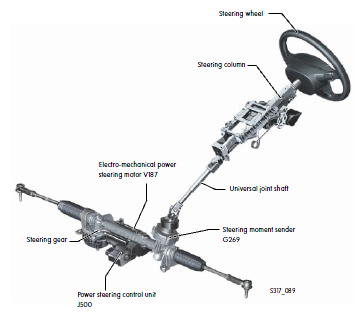 Steering wheel
Steering column
Electro-mechanical power
steering motor V187
Universal joint shaft
Steering gear
Steering moment sender
G269
Power steering control unit
J500
S317_089